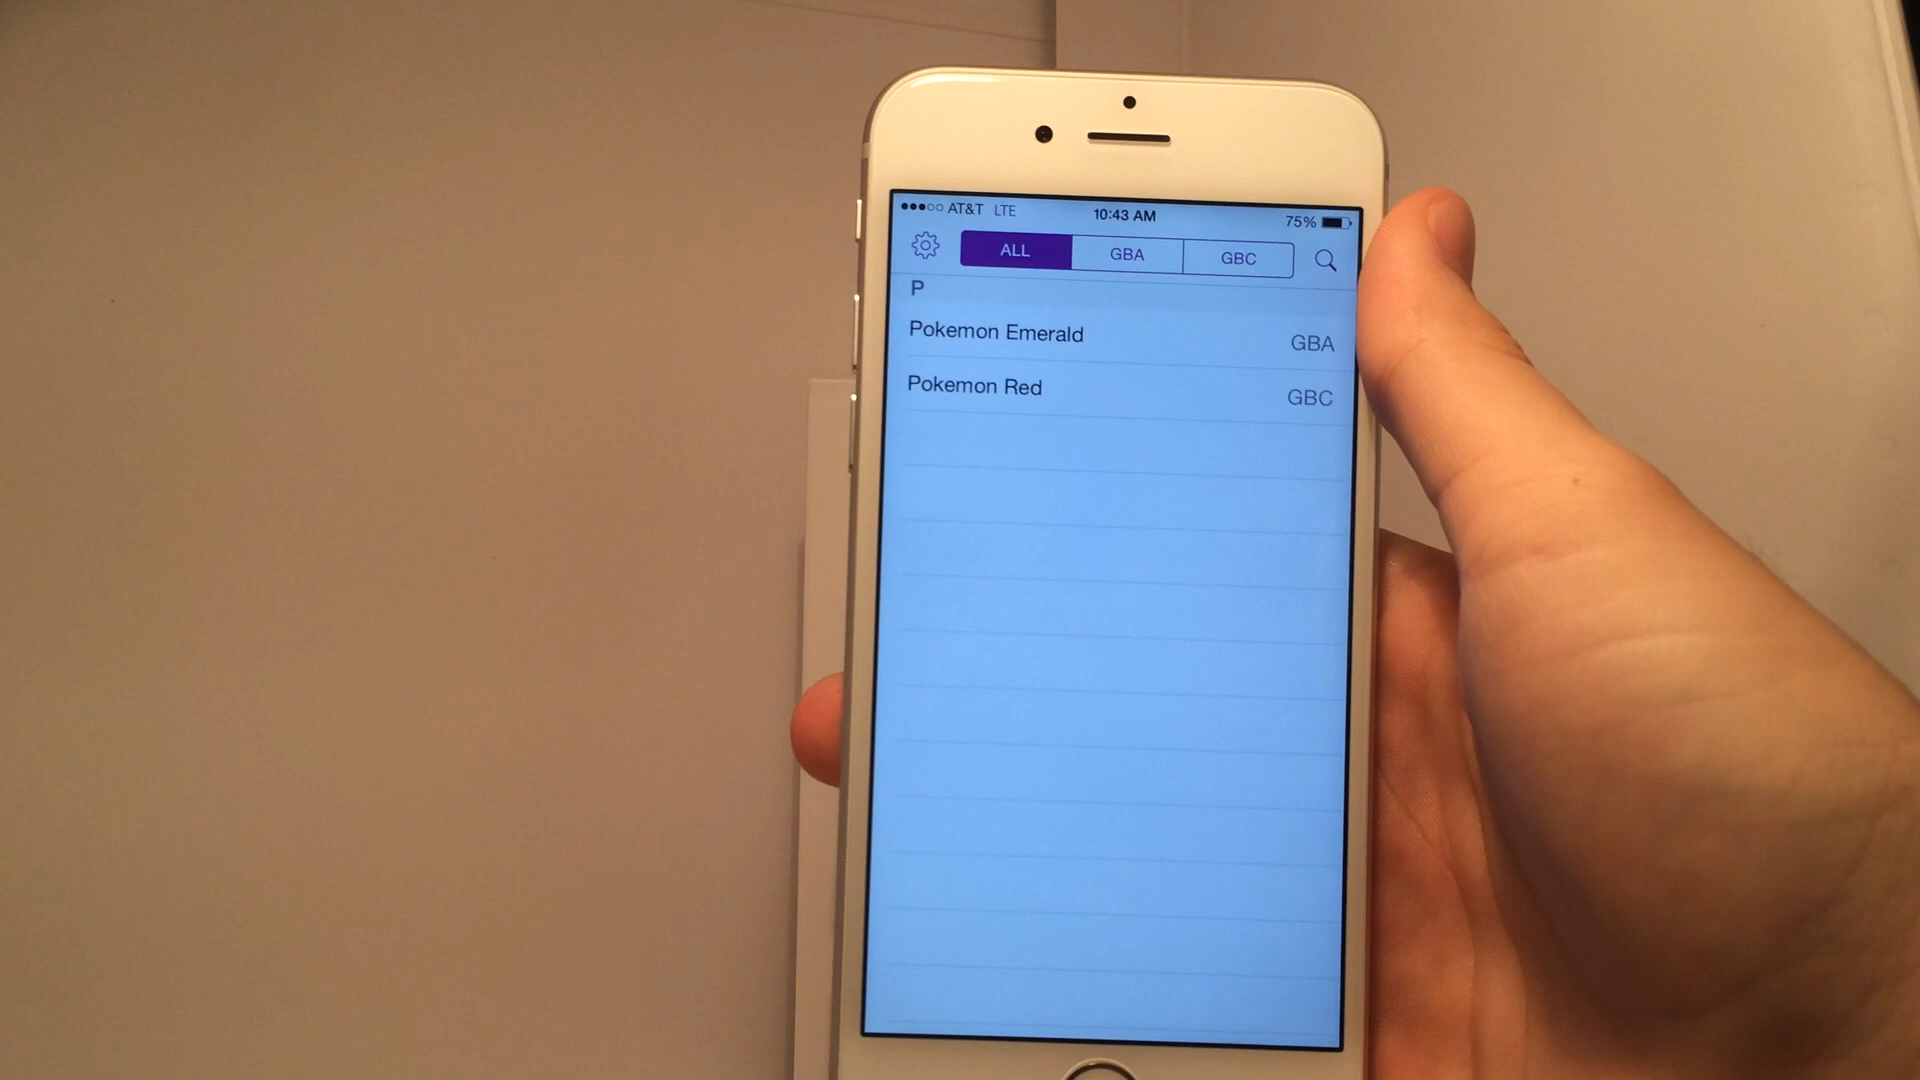 AT&T LTE 10:43 AM 75%
ALL GBA GBC
P
Pokemon Emerald GBA
Pokemon Red GBC